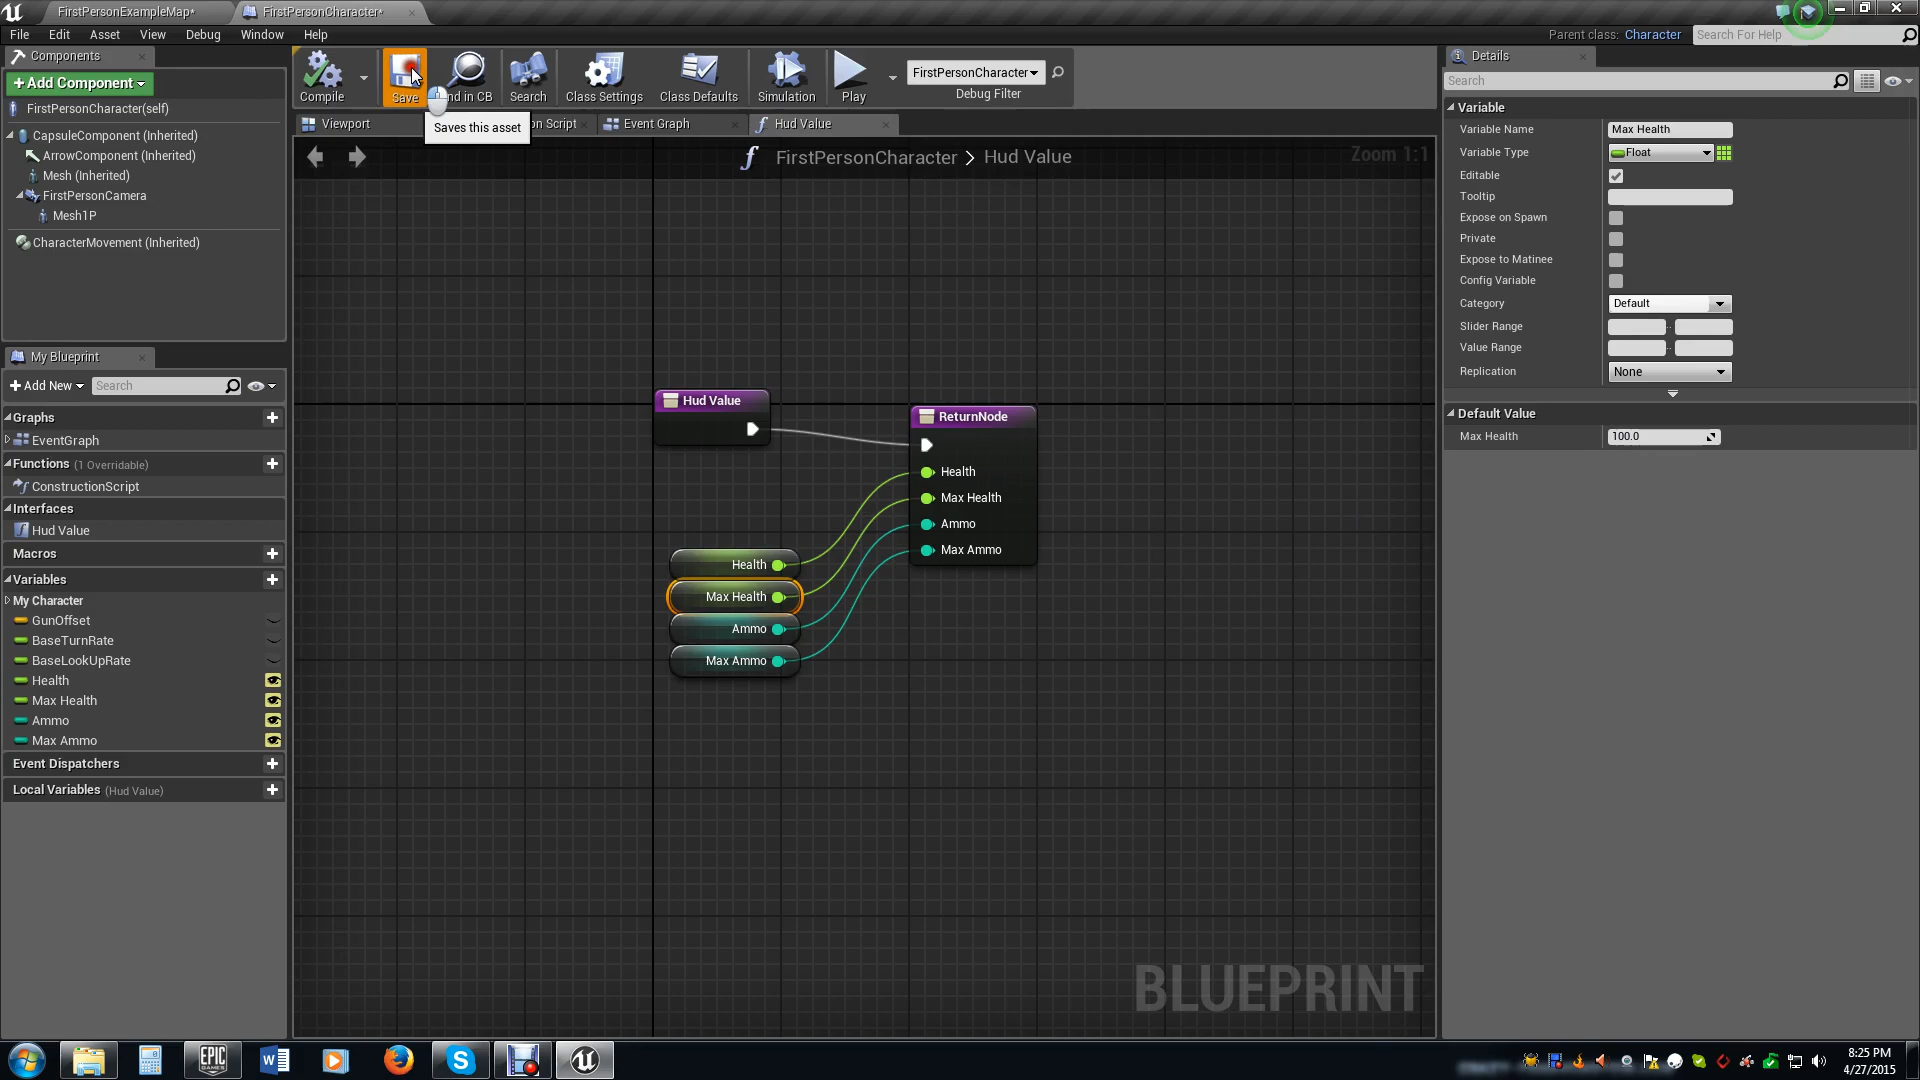 FirstPersonExampleMap*
FirstPersonCharacter*
File Edit Asset View Debug Window Help
Parent class: Character
Search For Help
Components
+Add Component
FirstPersonCharacter(self)
CapsuleComponent (Inherited)
ArrowComponent (Inherited)
Mesh (Inherited)
FirstPersonCamera
Mesh1P
CharacterMovement (Inherited)
Compile
Save
nd in CB
Search
Class Settings
Class Defaults
Simulation
Play
FirstPersonCharacter
Debug Filter
Saves this asset
Viewport
on Script
Event Graph
Hud Value
FirstPersonCharacter > Hud Value
Zoom 1:1
My Blueprint
+Add New
Search
Graphs
EventGraph
Functions (1 Overridable)
ConstructionScript
Interfaces
Hud Value
Macros
Variables
My Character
GunOffset
BaseTurnRate
BaseLookUpRate
Health
Max Health
Ammo
Max Ammo
Event Dispatchers
Local Variables (Hud Value)
Hud Value
ReturnNode
Health
Max Health
Ammo
Max Ammo
Health
Max Health
Ammo
Max Ammo
BLUEPRINT
Details
Search
Variable
Variable Name Max Health
Variable Type Float
Editable
Tooltip
Expose on Spawn
Private
Expose to Matinee
Config Variable
Category Default
Slider Range
Value Range
Replication None
Default Value
Max Health 100.0
EPIC
GAMES
8:25 PM
4/27/2015